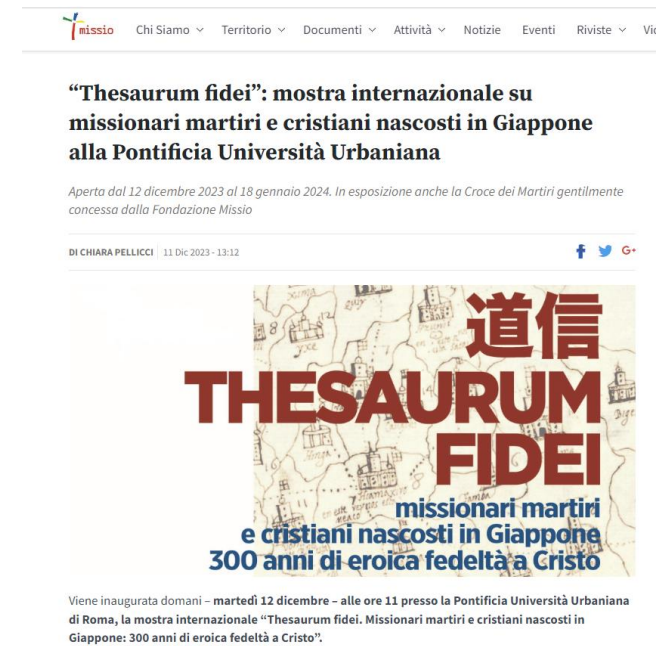 missio Chi Siamo Territorio Documenti Attività Notizie Eventi Riviste
“Thesaurum fidei”: mostra internazionale su
missionari martiri e cristiani nascosti in Giappone
alla Pontificia Università Urbaniana
Aperta dal 12 dicembre 2023 al 18 gennaio 2024. In esposizione anche la Croce dei Martiri gentilmente
concessa dalla Fondazione Missio
DI CHIARA PELLICCI 11 Dic 2023 - 13:12
G+
道信
THESAURUM
FIDEI
missionari martiri
e cristiani nascosti in Giappone
300 anni di eroica fedeltà a Cristo
Viene inaugurata domani – martedì 12 dicembre – alle ore 11 presso la Pontificia Università Urbaniana
di Roma, la mostra internazionale “Thesaurum fidei. Missionari martiri e cristiani nascosti in
Giappone: 300 anni di eroica fedeltà a Cristo”.